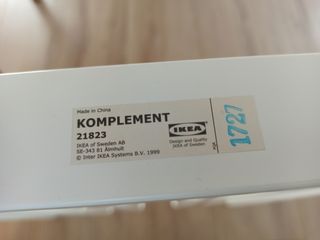 Made in China
KOMPLEMENT
21823
IKEA of Sweden AB
SE-343 81 Älmhult
© Inter IKEA Systems B.V. 1999
IKEA
Design and Quality
IKEA of Sweden
1727